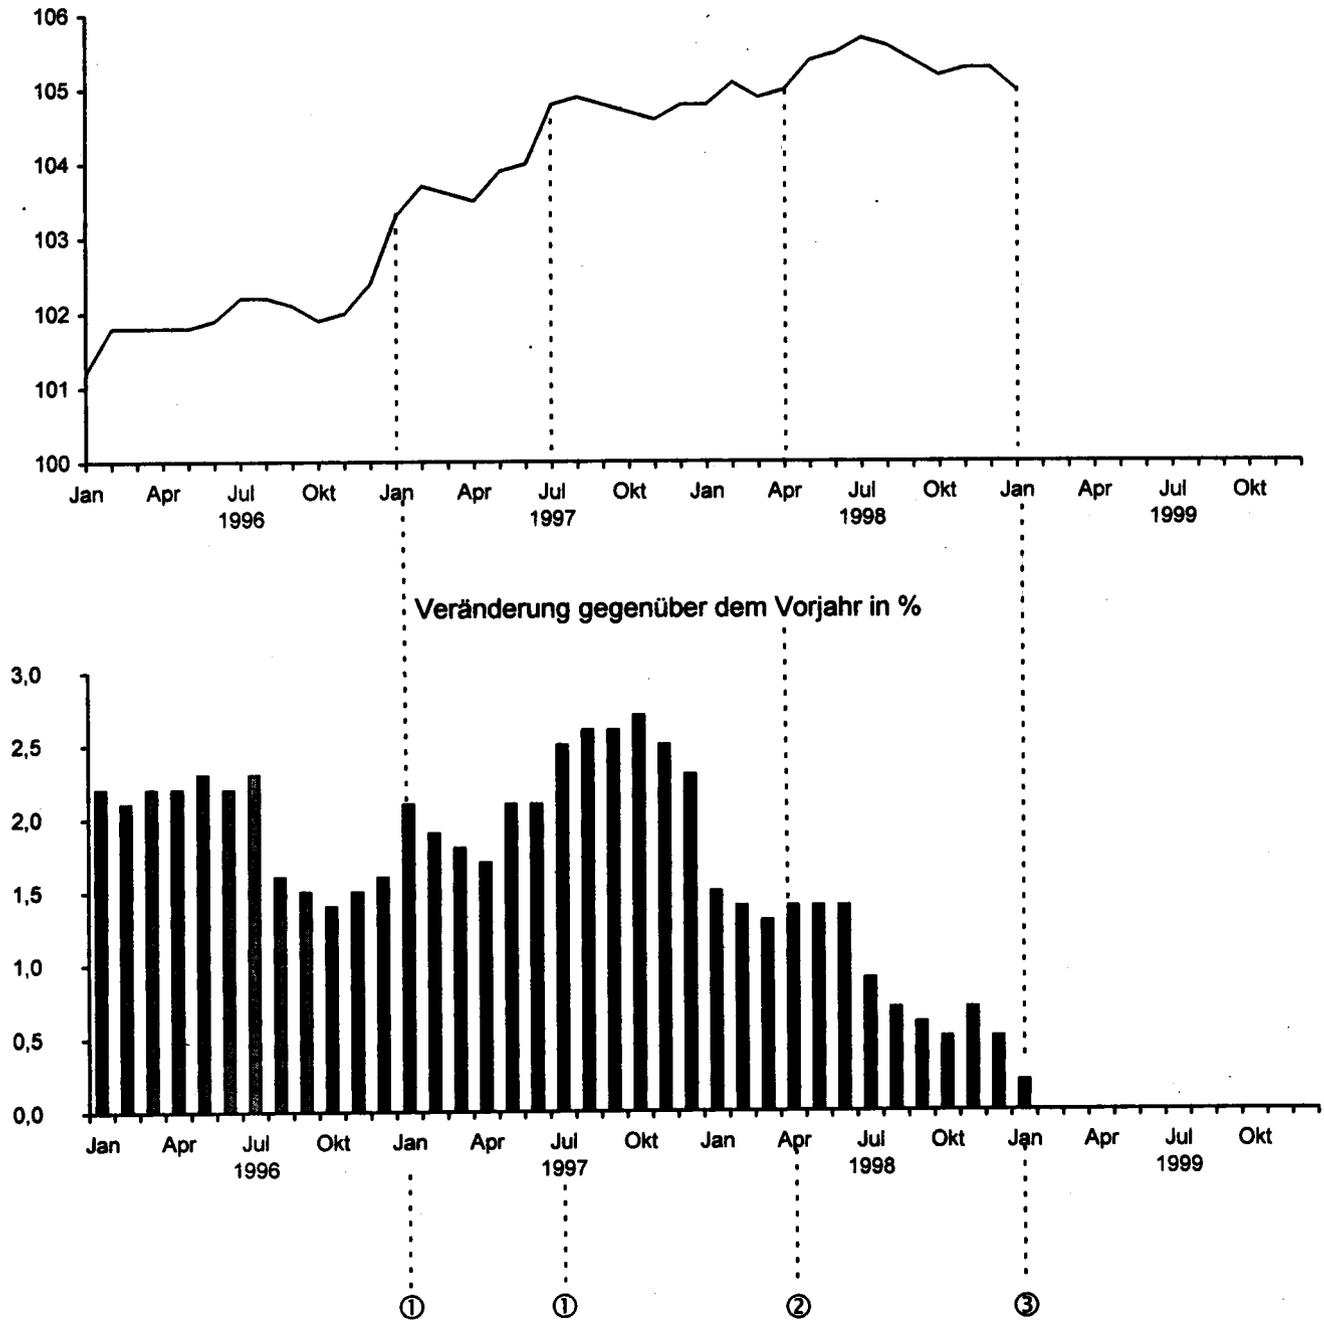 106
105
104
103
102
101
100
Jan Apr Jul Okt Jan Apr Jul Okt Jan Apr Jul Okt Jan Apr Jul Okt
1996 1997 1998 1999
Veränderung gegenüber dem Vorjahr in %
3,0
2,5
2,0
1,5
1,0
0,5
0,0
Jan Apr Jul Okt Jan Apr Jul Okt Jan Apr Jul Okt Jan Apr Jul Okt
1996 1997 1998 1999
① ① ② ③